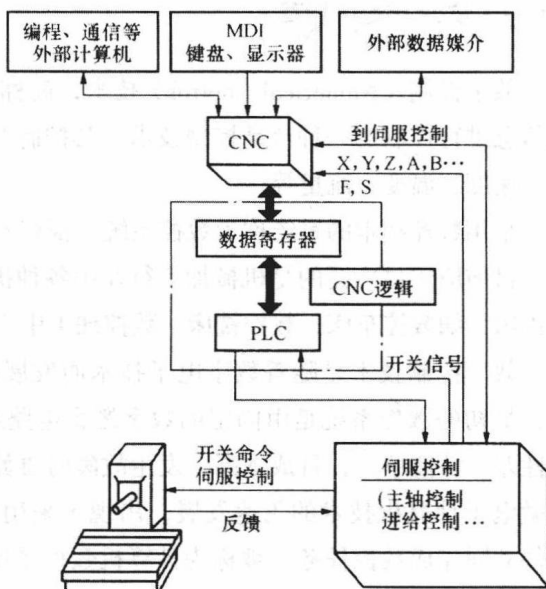 编程、通信等
外部计算机
MDI
键盘、显示器
外部数据媒介
CNC
到伺服控制
X,Y,Z,A,B…
F,S
数据寄存器
CNC逻辑
PLC
开关信号
开关命令
伺服控制
反馈
伺服控制
(主轴控制
进给控制…